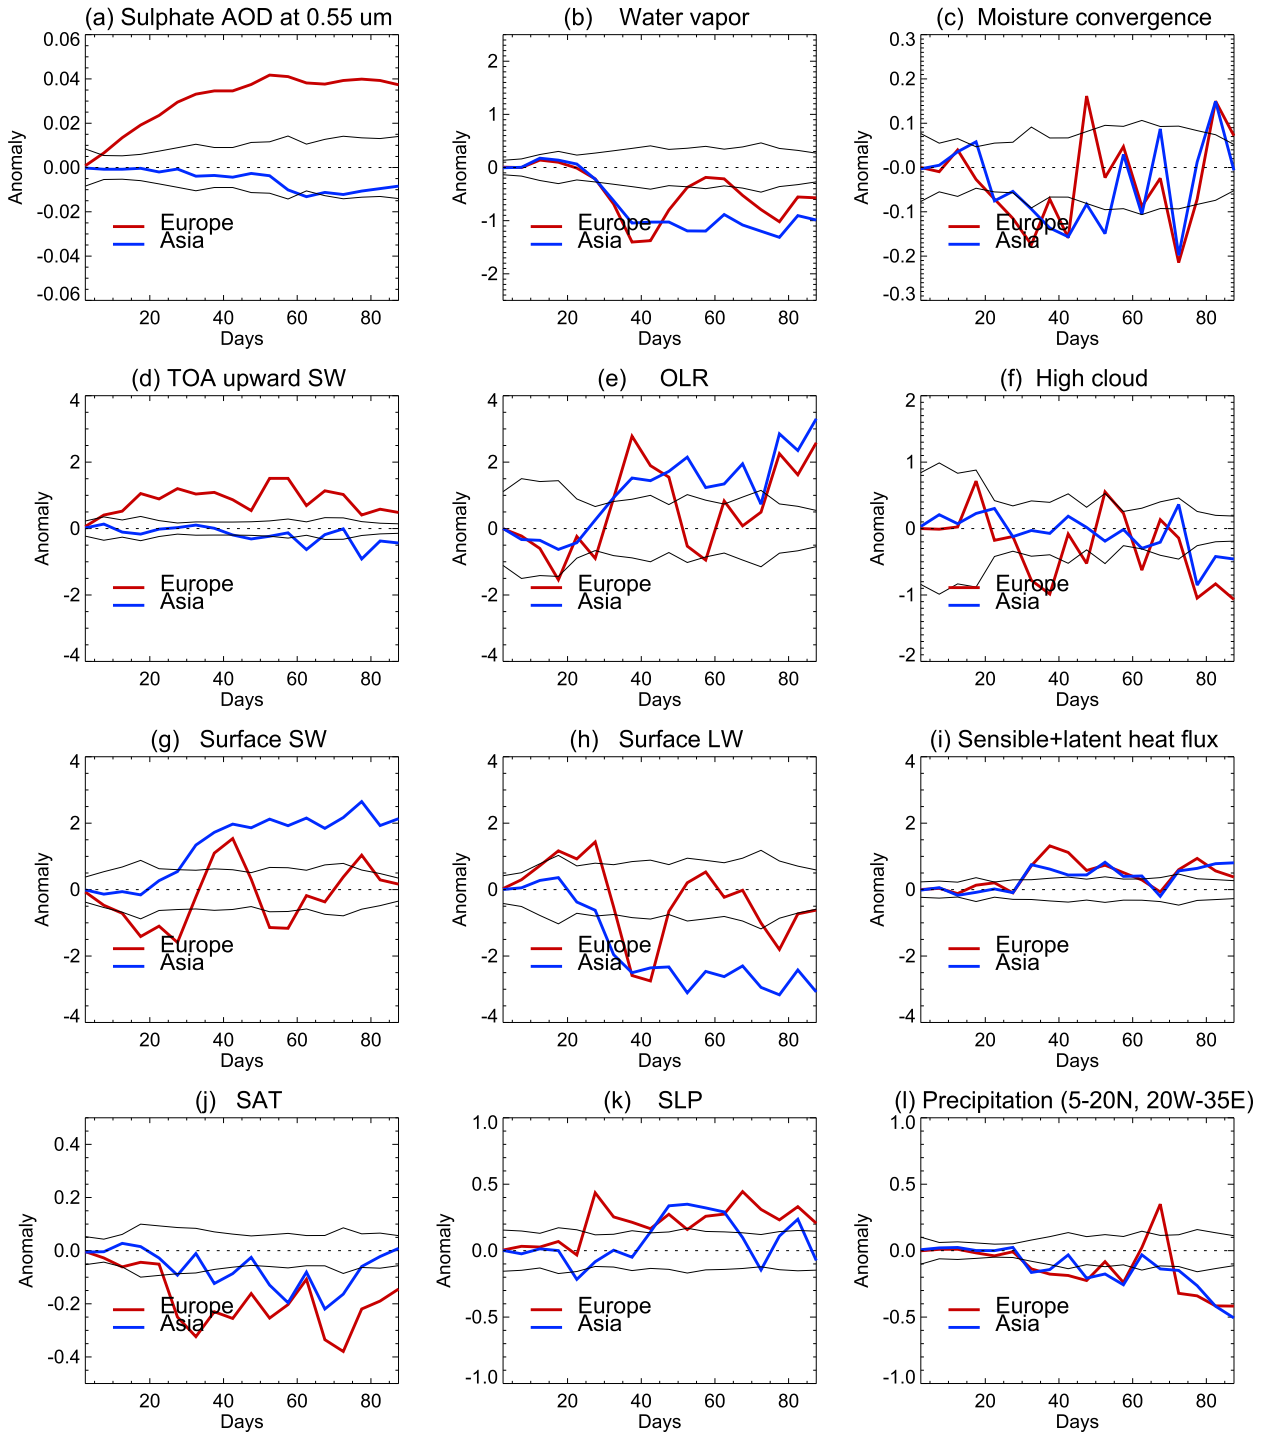 (a) Sulphate AOD at 0.55 um
(b) Water vapor
(c) Moisture convergence
0.06
0.04
0.02
0.00
-0.02
-0.04
-0.06
Anomaly
Europe
Asia
20 40 60 80
Days
2
1
0
-1
-2
Anomaly
Europe
Asia
20 40 60 80
Days
0.3
0.2
0.1
-0.0
-0.1
-0.2
-0.3
Anomaly
Europe
Asia
20 40 60 80
Days
(d) TOA upward SW
(e) OLR
(f) High cloud
4
2
0
-2
-4
Anomaly
Europe
Asia
20 40 60 80
Days
4
2
0
-2
-4
Anomaly
Europe
Asia
20 40 60 80
Days
2
1
0
-1
-2
Anomaly
Europe
Asia
20 40 60 80
Days
(g) Surface SW
(h) Surface LW
(i) Sensible+latent heat flux
4
2
0
-2
-4
Anomaly
Europe
Asia
20 40 60 80
Days
4
2
0
-2
-4
Anomaly
Europe
Asia
20 40 60 80
Days
4
2
0
-2
-4
Anomaly
Europe
Asia
20 40 60 80
Days
(j) SAT
(k) SLP
(l) Precipitation (5-20N, 20W-35E)
0.4
0.2
0.0
-0.2
-0.4
Anomaly
Europe
Asia
20 40 60 80
Days
1.0
0.5
0.0
-0.5
-1.0
Anomaly
Europe
Asia
20 40 60 80
Days
1.0
0.5
0.0
-0.5
-1.0
Anomaly
Europe
Asia
20 40 60 80
Days